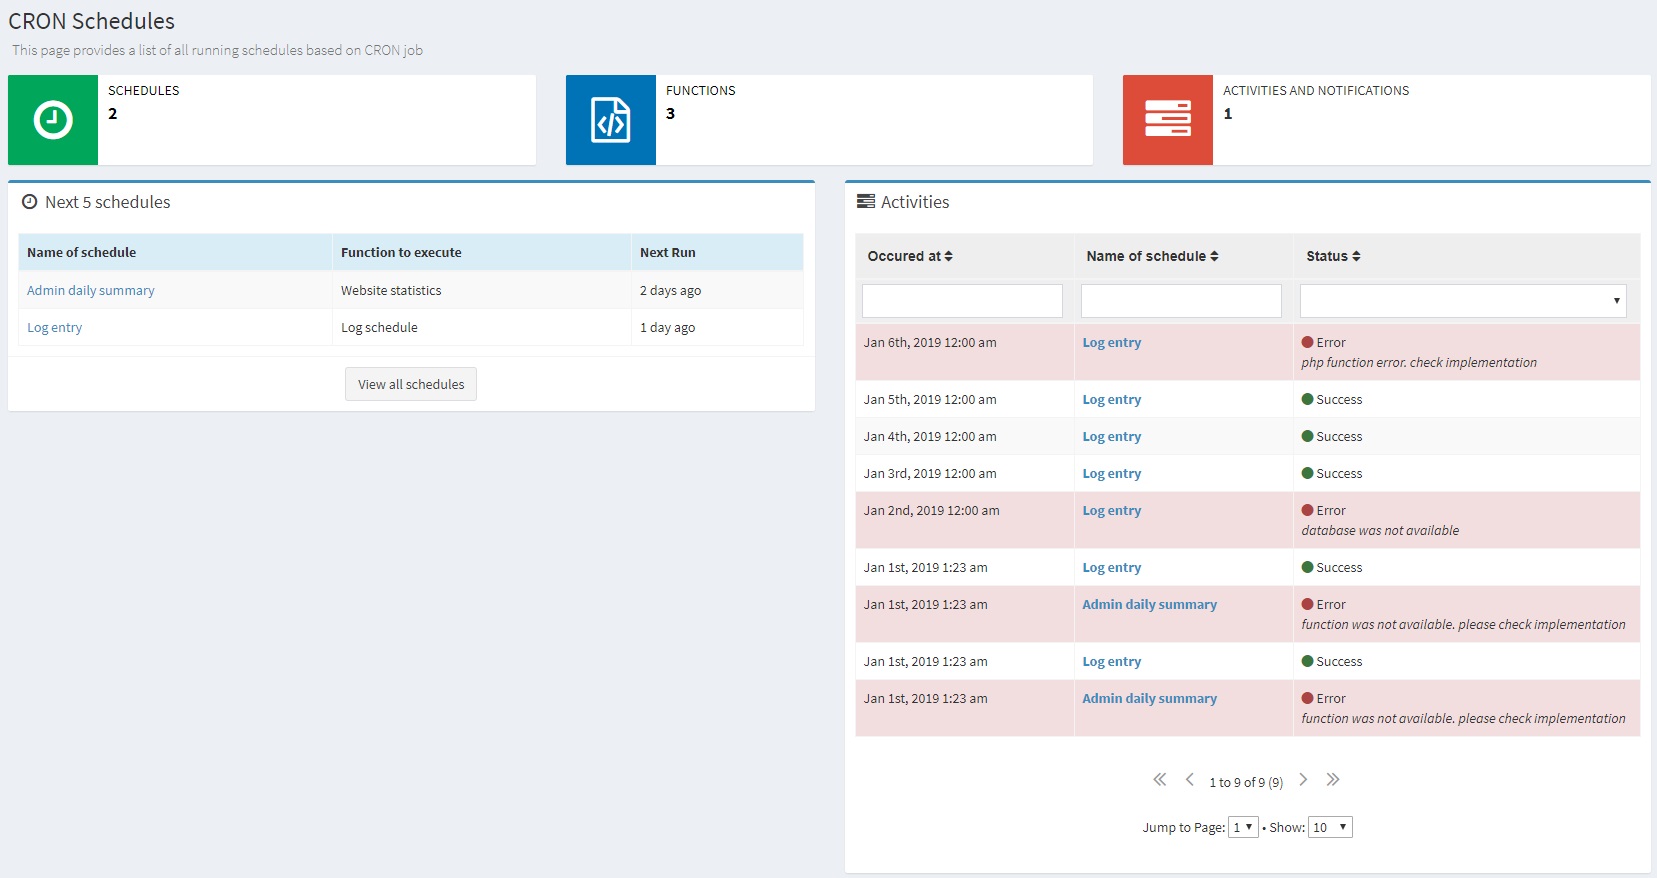 CRON Schedules
This page provides a list of all running schedules based on CRON job
SCHEDULES
2
FUNCTIONS
3
ACTIVITIES AND NOTIFICATIONS
1
Next 5 schedules
Name of schedule Function to execute Next Run
Admin daily summary Website statistics 2 days ago
Log entry Log schedule 1 day ago
View all schedules
Activities
Occured at Name of schedule Status
Jan 6th, 2019 12:00 am Log entry Error
php function error. check implementation
Jan 5th, 2019 12:00 am Log entry Success
Jan 4th, 2019 12:00 am Log entry Success
Jan 3rd, 2019 12:00 am Log entry Success
Jan 2nd, 2019 12:00 am Log entry Error
database was not available
Jan 1st, 2019 1:23 am Log entry Success
Jan 1st, 2019 1:23 am Admin daily summary Error
function was not available. please check implementation
Jan 1st, 2019 1:23 am Log entry Success
Jan 1st, 2019 1:23 am Admin daily summary Error
function was not available. please check implementation
1 to 9 of 9 (9)
Jump to Page: 1 • Show: 10